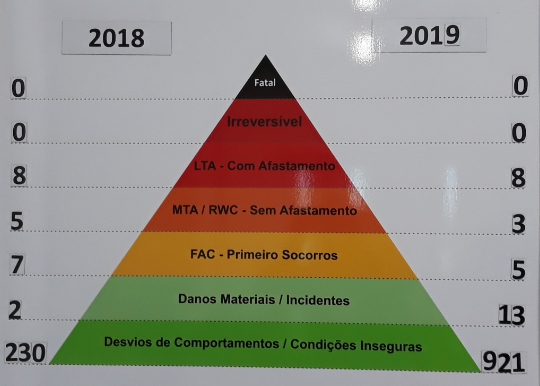 2018 2019
0 Fatal 0
0 Irreversivel 0
8 LTA - Com Afastamento 8
5 MTA / RWC - Sem Afastamento 3
7 FAC - Primeiro Socorros 5
2 Danos Materiais / Incidentes 13
230 Desvios de Comportamentos / Condições Inseguras 921